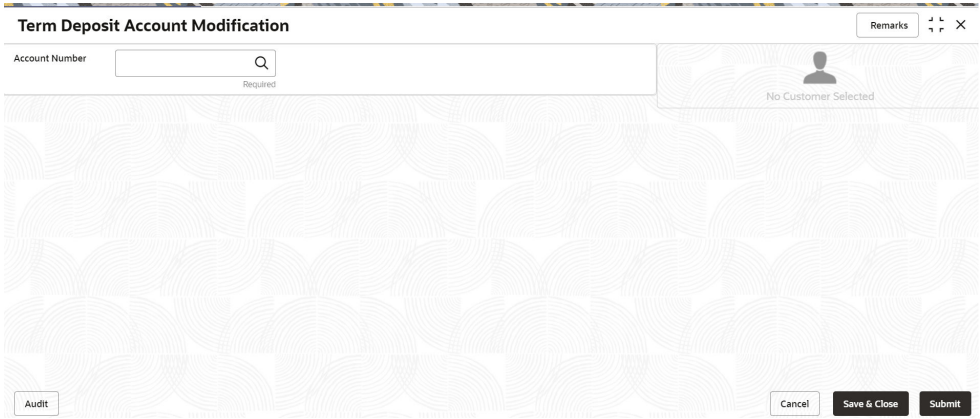 Term Deposit Account Modification
Remarks
Account Number
Required
No Customer Selected
Audit
Cancel
Save & Close
Submit